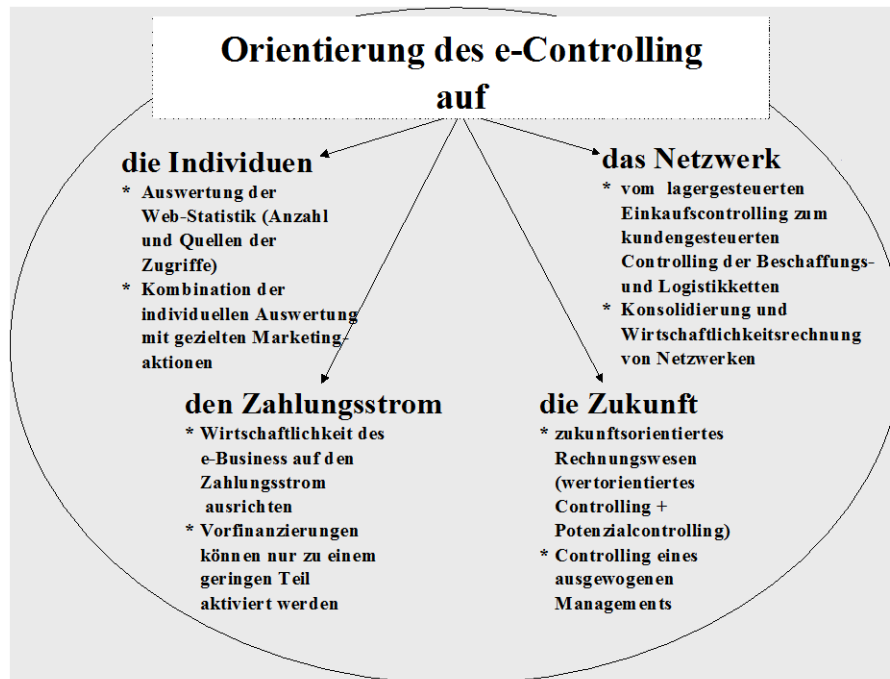 Orientierung des e-Controlling
auf
die Individuen
* Auswertung der
Web-Statistik (Anzahl
und Quellen der
Zugriffe)
* Kombination der
individuellen Auswertung
mit gezielten Marketing-
aktionen
das Netzwerk
* vom lagergesteuerten
Einkaufscontrolling zum
kundengesteuerten
Controlling der Beschaffungs-
und Logistikketten
* Konsolidierung und
Wirtschaftlichkeitsrechnung
von Netzwerken
den Zahlungsstrom
* Wirtschaftlichkeit des
e-Business auf den
Zahlungsstrom
ausrichten
* Vorfinanzierungen
können nur zu einem
geringen Teil
aktiviert werden
die Zukunft
* zukunftsorientiertes
Rechnungswesen
(wertorientiertes
Controlling +
Potenzialcontrolling)
* Controlling eines
ausgewogenen
Managements